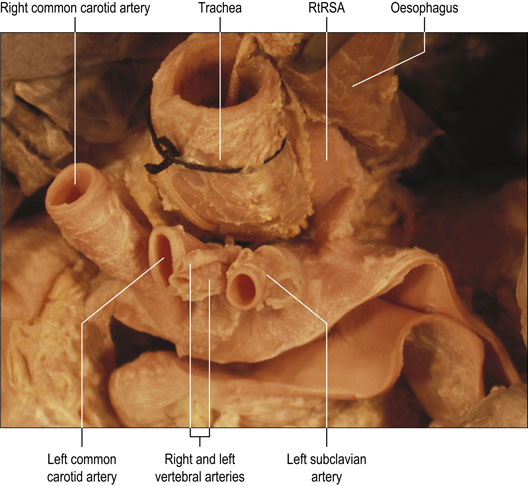 Right common carotid artery
Trachea
RtRSA
Oesophagus
Left common
carotid artery
Right and left
vertebral arteries
Left subclavian
artery